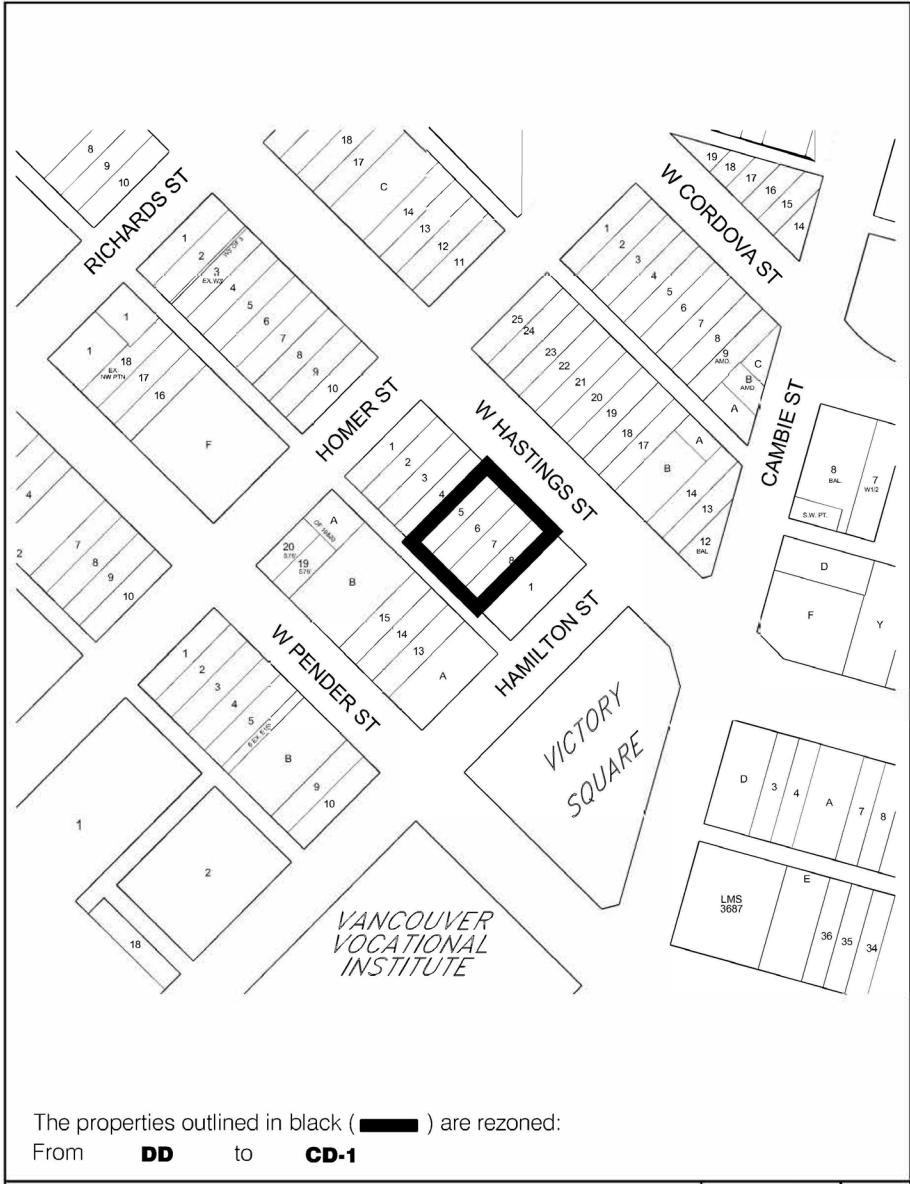 8
9
10
RICHARDS ST
1
2
W3' OF 3
3
EX.W3'
4
5
6
7
8
9
10
18
17
C
14
13
12
11
19
18
17
16
15
14
W CORDOVA ST
1
2
3
4
5
6
7
8
9
AMD.
C
B
AMD
A
1
1
18
EX.
NW PTN
17
16
F
25
24
23
22
21
20
19
18
17
A
B
14
13
12
BAL
HOMER ST
W HASTINGS ST
CAMBIE ST
8
BAL.
7
W1/2
S.W. PT.
1
2
3
4
5
6
7
8
1
4
2
7
8
9
10
A
20
S76'
19
S76'
B
15
14
13
A
D
F
Y
HAMILTON ST
W PENDER ST
1
2
3
4
5
B
9
10
VICTORY
SQUARE
D
3
4
A
7
8
1
2
18
E
LMS
3687
36
35
34
VANCOUVER
VOCATIONAL
INSTITUTE
The properties outlined in black ( ) are rezoned:
From DD to CD-1